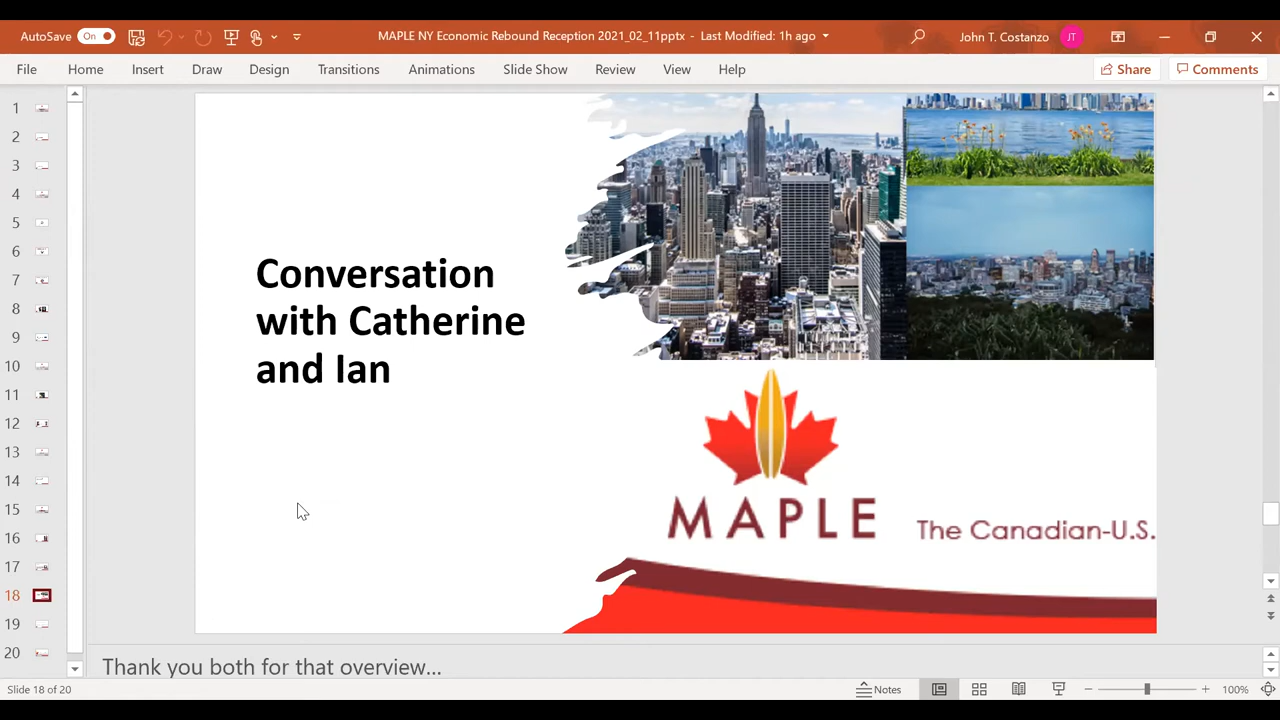 AutoSave On MAPLE NY Economic Rebound Reception 2021_02_11pptx - Last Modified: 1h ago John T. Costanzo JT
File Home Insert Draw Design Transitions Animations Slide Show Review View Help Share Comments
1
2
3
4
5
6
7
8
9
10
11
12
13
14
15
16
17
18
19
20
Conversation
with Catherine
and Ian
MAPLE
The Canadian-U.S.
Thank you both for that overview...
Slide 18 of 20 Notes 100%